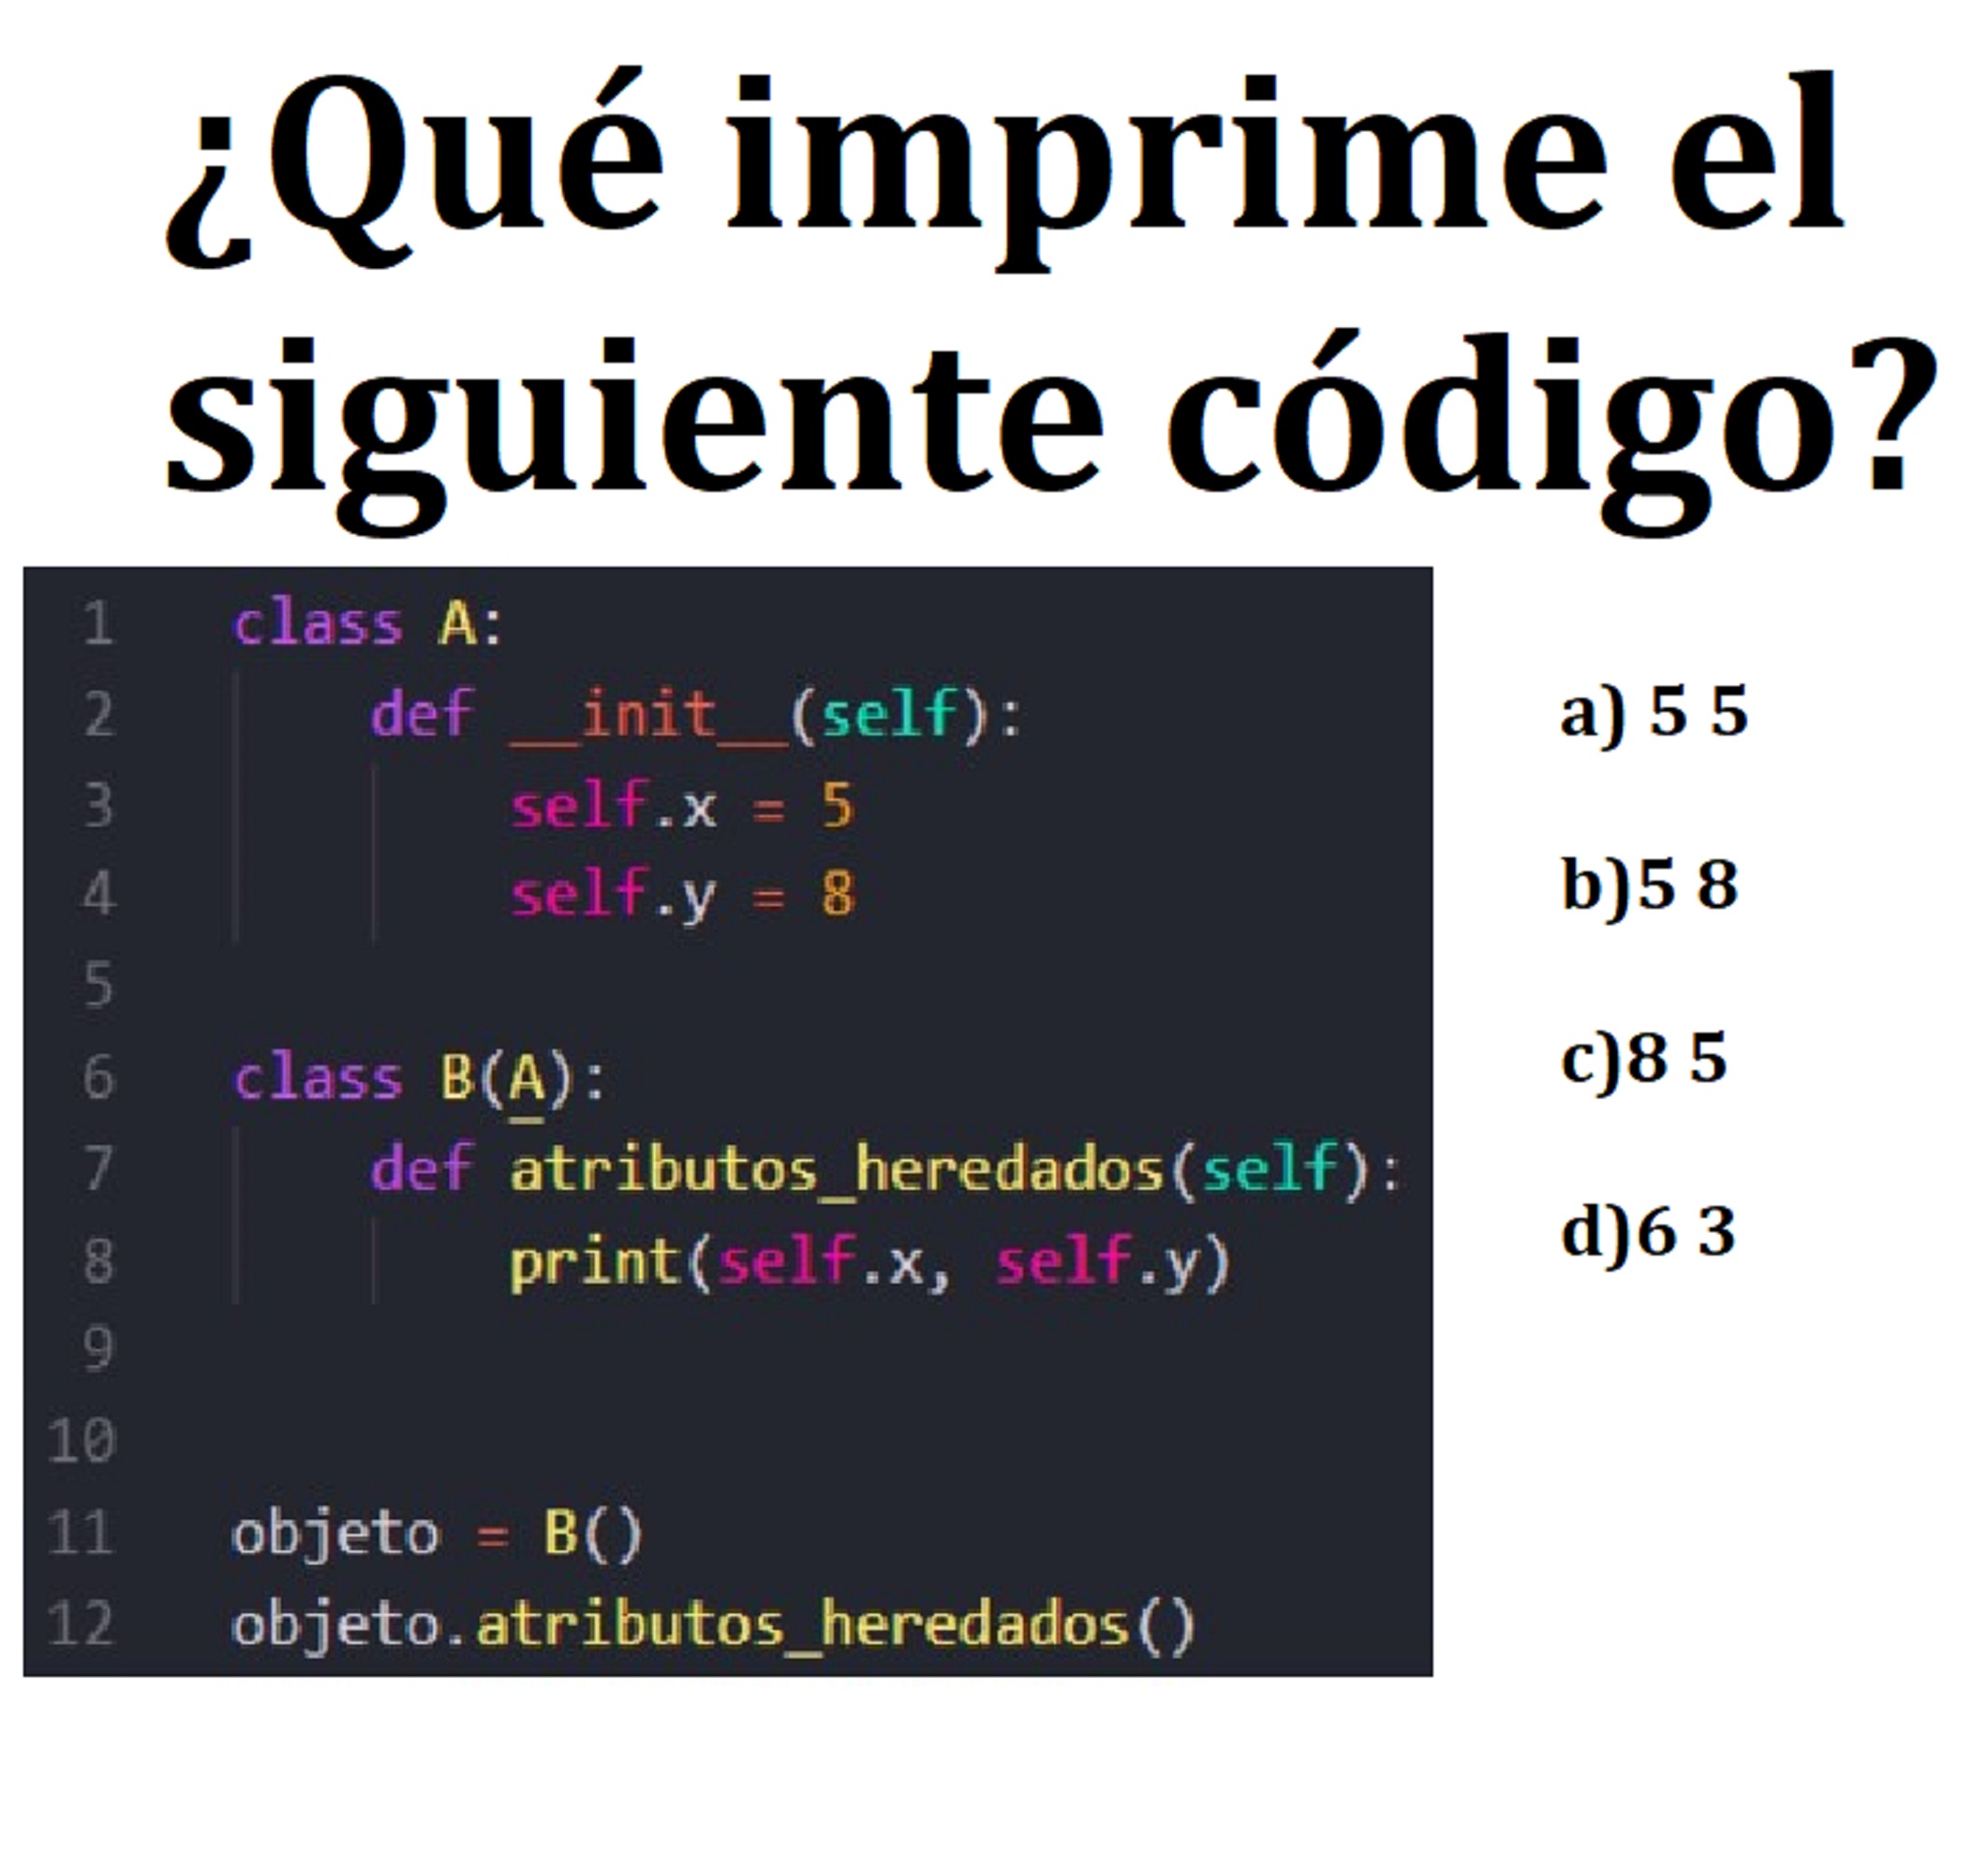 ¿Qué imprime el
siguiente código?
1 class A:
2 def __init__(self):
3 self.x = 5
4 self.y = 8
5
6 class B(A):
7 def atributos_heredados(self):
8 print(self.x, self.y)
9
10
11 objeto = B()
12 objeto.atributos_heredados()
a) 5 5
b)5 8
c)8 5
d)6 3